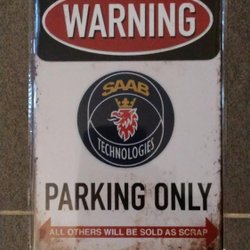 WARNING
SAAB
TECHNOLOGIES
PARKING ONLY
ALL OTHERS WILL BE SOLD AS SCRAP